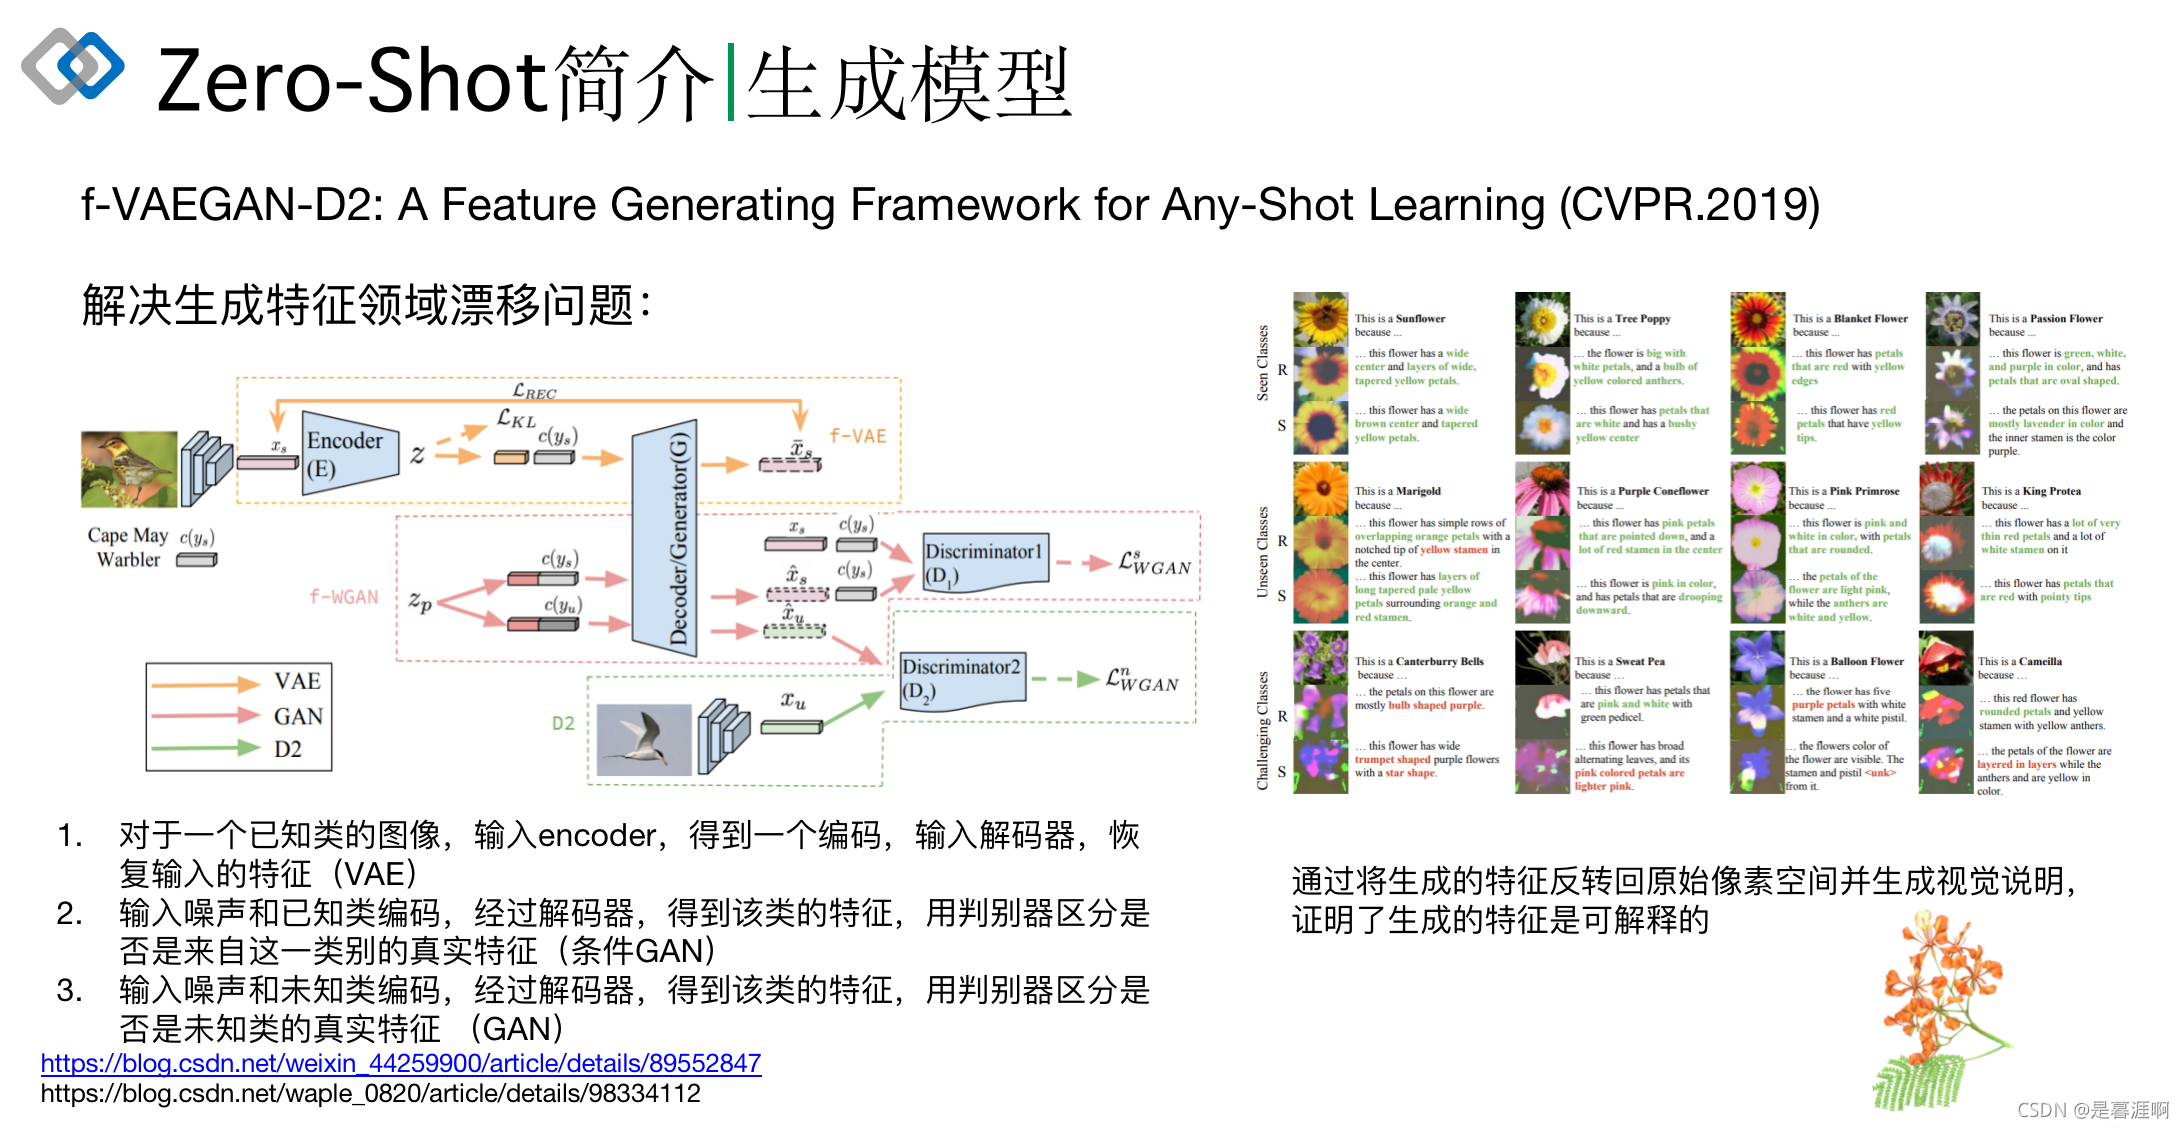 Zero-Shot简介|生成模型
f-VAEGAN-D2: A Feature Generating Framework for Any-Shot Learning (CVPR.2019)
解决生成特征领域漂移问题：
L_REC
x_s
Encoder
(E)
z
L_KL
c(y_s)
x̄_s
f-VAE
Cape May
Warbler
c(y_s)
f-WGAN
z_p
c(y_s)
c(y_u)
Decoder/Generator(G)
x_s
c(y_s)
x̂_s
c(y_s)
x̂_u
Discriminator1
(D_1)
L^s_WGAN
Discriminator2
(D_2)
L^n_WGAN
D2
x_u
VAE
GAN
D2
Seen Classes
R
S
This is a Sunflower
because ...
... this flower has a wide
center and layers of wide,
tapered yellow petals.
... this flower has a wide
brown center and tapered
yellow petals.
This is a Tree Poppy
because ...
... the flower is big with
white petals, and a bulb of
yellow colored anthers.
... this flower has petals that
are white and has a bushy
yellow center
This is a Blanket Flower
because ...
... this flower has petals
that are red with yellow
edges
... this flower has red
petals that have yellow
tips.
This is a Passion Flower
because ...
... this flower is green, white,
and purple in color, and has
petals that are oval shaped.
... the petals on this flower are
mostly lavender in color and
the inner stamen is the color
purple.
Unseen Classes
R
S
This is a Marigold
because ...
... this flower has simple rows of
overlapping orange petals with a
notched tip of yellow stamen in
the center.
... this flower has layers of
long tapered pale yellow
petals surrounding orange and
red stamen.
This is a Purple Coneflower
because ...
... this flower has pink petals
that are pointed down, and a
lot of red stamen in the center
... this flower is pink in color,
and has petals that are drooping
downward.
This is a Pink Primrose
because ...
... this flower is pink and
white in color, with petals
that are rounded.
... the petals of the
flower are light pink,
while the anthers are
white and yellow.
This is a King Protea
because ...
... this flower has a lot of very
thin red petals and a lot of
white stamen on it
... this flower has petals that
are red with pointy tips
Challenging Classes
R
S
This is a Canterburry Bells
because ...
... the petals on this flower are
mostly bulb shaped purple.
... this flower has wide
trumpet shaped purple flowers
with a star shape.
This is a Sweat Pea
because ...
... this flower has petals that
are pink and white with
green pedicel.
... this flower has broad
alternating leaves, and its
pink colored petals are
lighter pink.
This is a Balloon Flower
because ...
... the flower has five
purple petals with white
stamen and a white pistil.
... the flowers color of
the flower are visible. The
stamen and pistil <unk>
from it.
This is a Cameilla
because ...
... this red flower has
rounded petals and yellow
stamen with yellow anthers.
... the petals of the flower are
layered in layers while the
anthers and are yellow in
color.
1. 对于一个已知类的图像，输入encoder，得到一个编码，输入解码器，恢
复输入的特征（VAE）
2. 输入噪声和已知类编码，经过解码器，得到该类的特征，用判别器区分是
否是来自这一类别的真实特征（条件GAN）
3. 输入噪声和未知类编码，经过解码器，得到该类的特征，用判别器区分是
否是未知类的真实特征 （GAN）
https://blog.csdn.net/weixin_44259900/article/details/89552847
https://blog.csdn.net/waple_0820/article/details/98334112
通过将生成的特征反转回原始像素空间并生成视觉说明，
证明了生成的特征是可解释的
CSDN @是暮涯啊